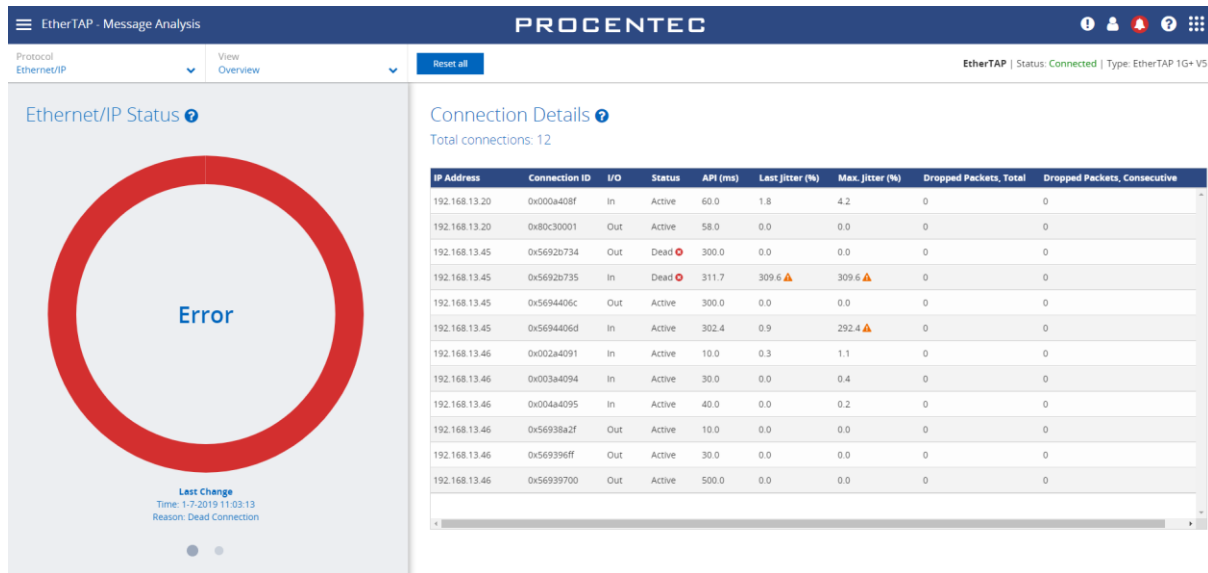 EtherTAP - Message Analysis
PROCENTEC
Protocol
Ethernet/IP
View
Overview
Reset all
EtherTAP | Status: Connected | Type: EtherTAP 1G+ V5
Ethernet/IP Status
Error
Last Change
Time: 1-7-2019 11:03:13
Reason: Dead Connection
Connection Details
Total connections: 12
IP Address Connection ID I/O Status API (ms) Last Jitter (%) Max. Jitter (%) Dropped Packets, Total Dropped Packets, Consecutive
192.168.13.20 0x000a408f In Active 60.0 1.8 4.2 0 0
192.168.13.20 0x80c30001 Out Active 58.0 0.0 0.0 0 0
192.168.13.45 0x5692b734 Out Dead 300.0 0.0 0.0 0 0
192.168.13.45 0x5692b735 In Dead 311.7 309.6 309.6 0 0
192.168.13.45 0x5694406c Out Active 300.0 0.0 0.0 0 0
192.168.13.45 0x5694406d In Active 302.4 0.9 292.4 0 0
192.168.13.46 0x002a4091 In Active 10.0 0.3 1.1 0 0
192.168.13.46 0x003a4094 In Active 30.0 0.0 0.4 0 0
192.168.13.46 0x004a4095 In Active 40.0 0.0 0.2 0 0
192.168.13.46 0x56938a2f Out Active 10.0 0.0 0.0 0 0
192.168.13.46 0x569396ff Out Active 30.0 0.0 0.0 0 0
192.168.13.46 0x56939700 Out Active 500.0 0.0 0.0 0 0